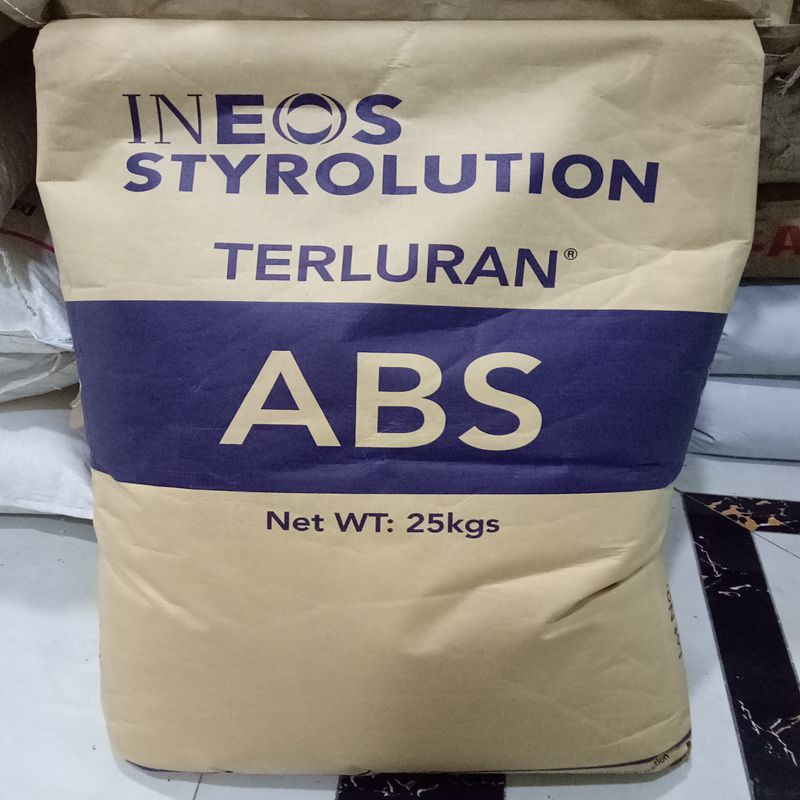 INEOS
STYROLUTION
TERLURAN®
ABS
Net WT: 25kgs